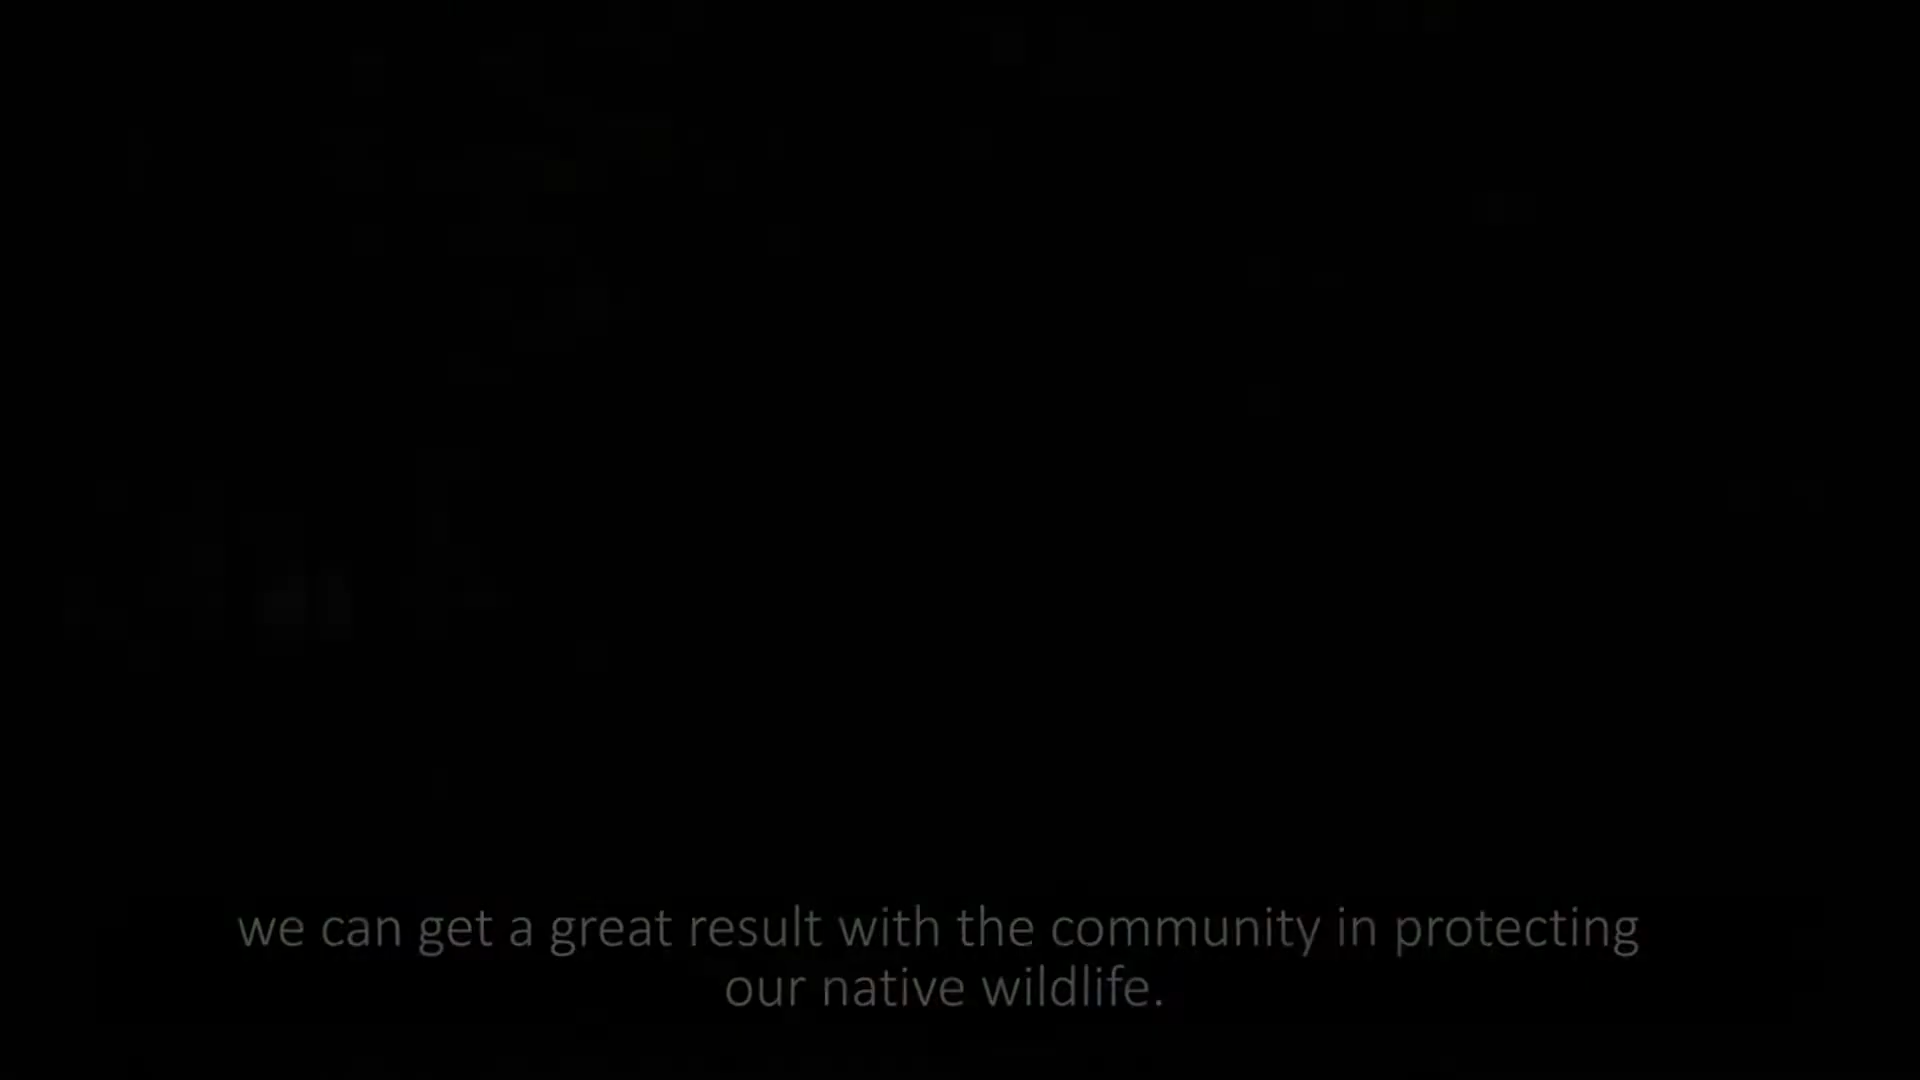 we can get a great result with the community in protecting
our native wildlife.